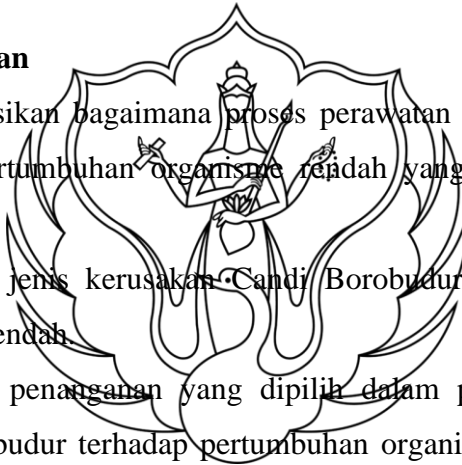 an
sikan bagaimana proses perawatan
rtumbuhan organisme rendah yang
jenis kerusakan Candi Borobudur
endah.
penanganan yang dipilih dalam p
budur terhadap pertumbuhan organi